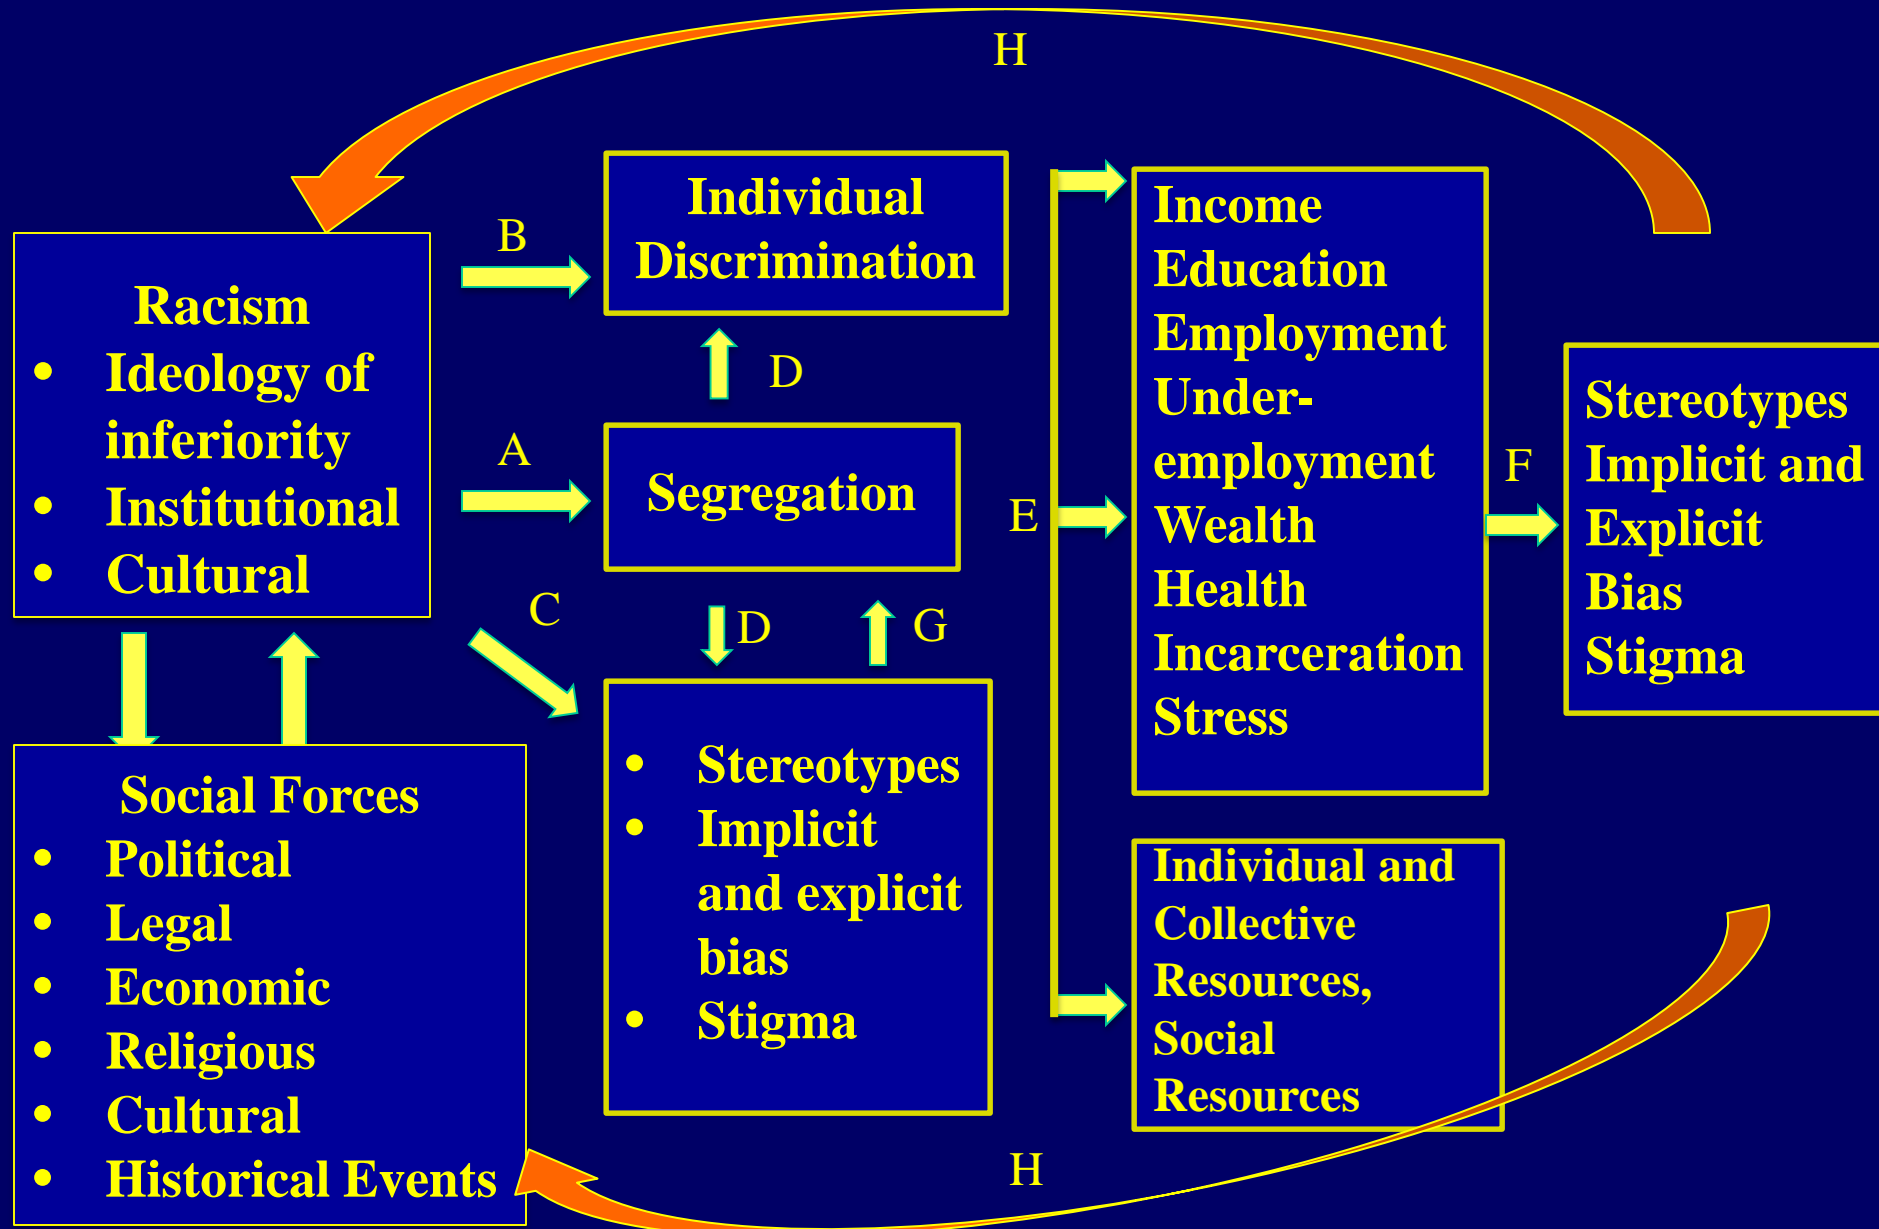 H
Racism
• Ideology of
inferiority
• Institutional
• Cultural
Social Forces
• Political
• Legal
• Economic
• Religious
• Cultural
• Historical Events
B
A
C
Individual
Discrimination
D
Segregation
D
G
• Stereotypes
• Implicit
and explicit
bias
• Stigma
E
Income
Education
Employment
Under-
employment
Wealth
Health
Incarceration
Stress
Individual and
Collective
Resources,
Social
Resources
F
Stereotypes
Implicit and
Explicit
Bias
Stigma
H